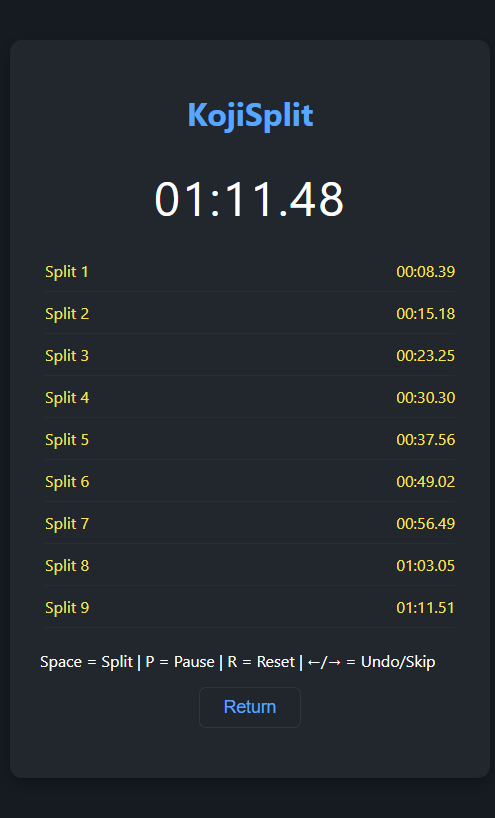 KojiSplit
01:11.48
Split 1 00:08.39
Split 2 00:15.18
Split 3 00:23.25
Split 4 00:30.30
Split 5 00:37.56
Split 6 00:49.02
Split 7 00:56.49
Split 8 01:03.05
Split 9 01:11.51
Space = Split | P = Pause | R = Reset | ←/→ = Undo/Skip
Return